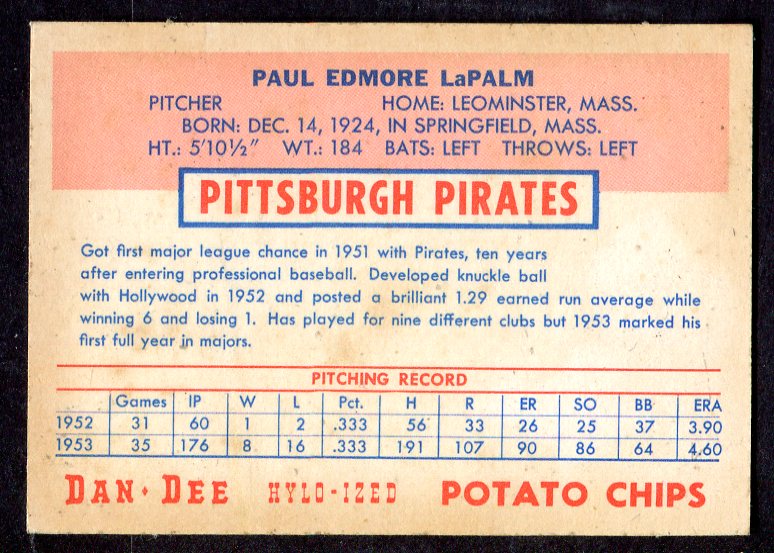 PAUL EDMORE LaPALM
PITCHER HOME: LEOMINSTER, MASS.
BORN: DEC. 14, 1924, IN SPRINGFIELD, MASS.
HT.: 5'10½" WT.: 184 BATS: LEFT THROWS: LEFT
PITTSBURGH PIRATES
Got first major league chance in 1951 with Pirates, ten years
after entering professional baseball. Developed knuckle ball
with Hollywood in 1952 and posted a brilliant 1.29 earned run average while
winning 6 and losing 1. Has played for nine different clubs but 1953 marked his
first full year in majors.
PITCHING RECORD
Games IP W L Pct. H R ER SO BB ERA
1952 31 60 1 2 .333 56 33 26 25 37 3.90
1953 35 176 8 16 .333 191 107 90 86 64 4.60
DAN·DEE HYLO-IZED POTATO CHIPS